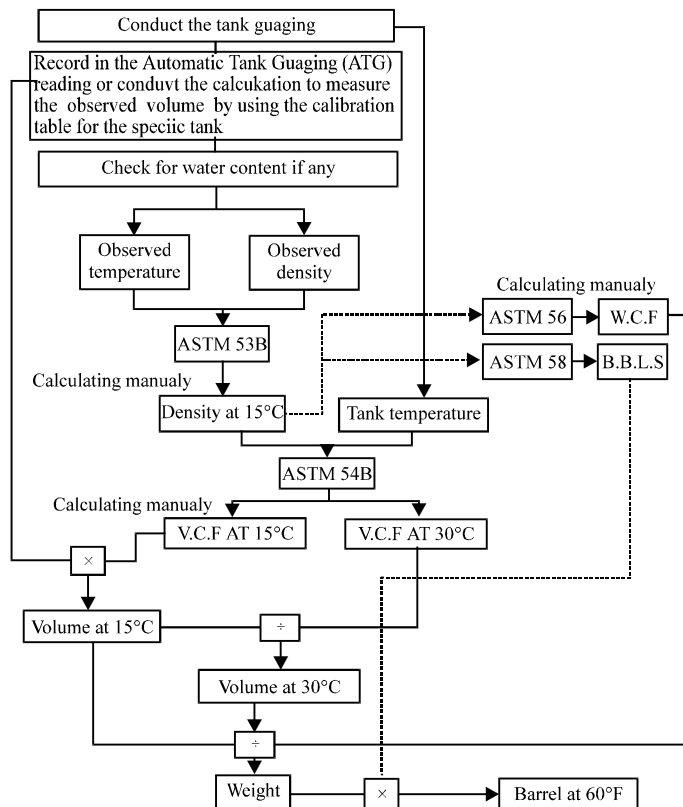 Conduct the tank guaging
Record in the Automatic Tank Guaging (ATG)
reading or conduvt the calcukation to measure
the observed volume by using the calibration
table for the speciic tank
Check for water content if any
Observed
temperature
Observed
density
Calculating manualy
ASTM 56
W.C.F
ASTM 53B
ASTM 58
B.B.L.S
Calculating manualy
Density at 15°C
Tank temperature
ASTM 54B
Calculating manualy
V.C.F AT 15°C
V.C.F AT 30°C
×
Volume at 15°C
÷
Volume at 30°C
÷
Weight
×
Barrel at 60°F